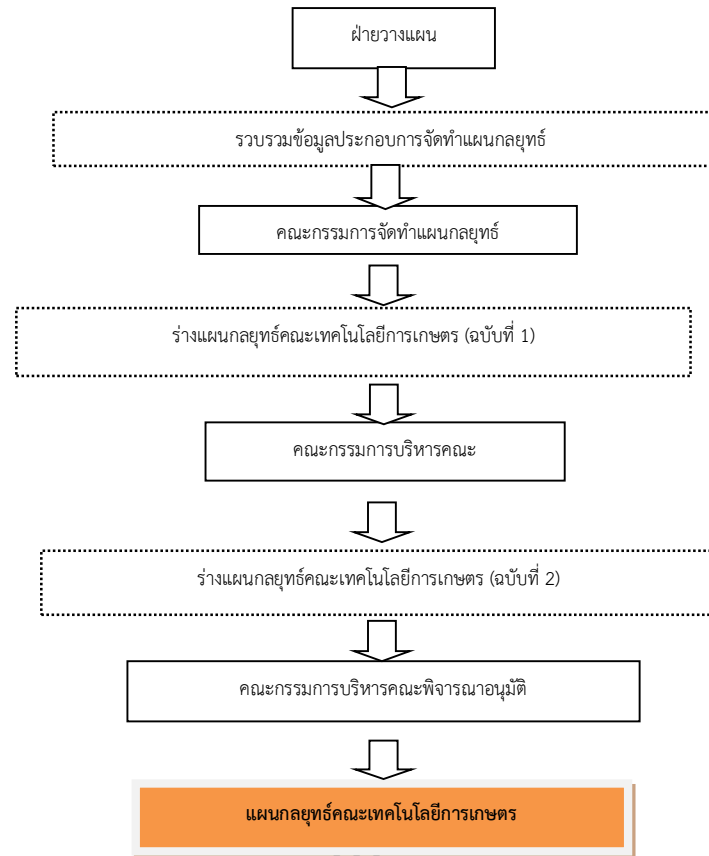 ฝ่ายวางแผน
รวบรวมข้อมูลประกอบการจัดทำแผนกลยุทธ์
คณะกรรมการจัดทำแผนกลยุทธ์
ร่างแผนกลยุทธ์คณะเทคโนโลยีการเกษตร (ฉบับที่ 1)
คณะกรรมการบริหารคณะ
ร่างแผนกลยุทธ์คณะเทคโนโลยีการเกษตร (ฉบับที่ 2)
คณะกรรมการบริหารคณะพิจารณาอนุมัติ
แผนกลยุทธ์คณะเทคโนโลยีการเกษตร